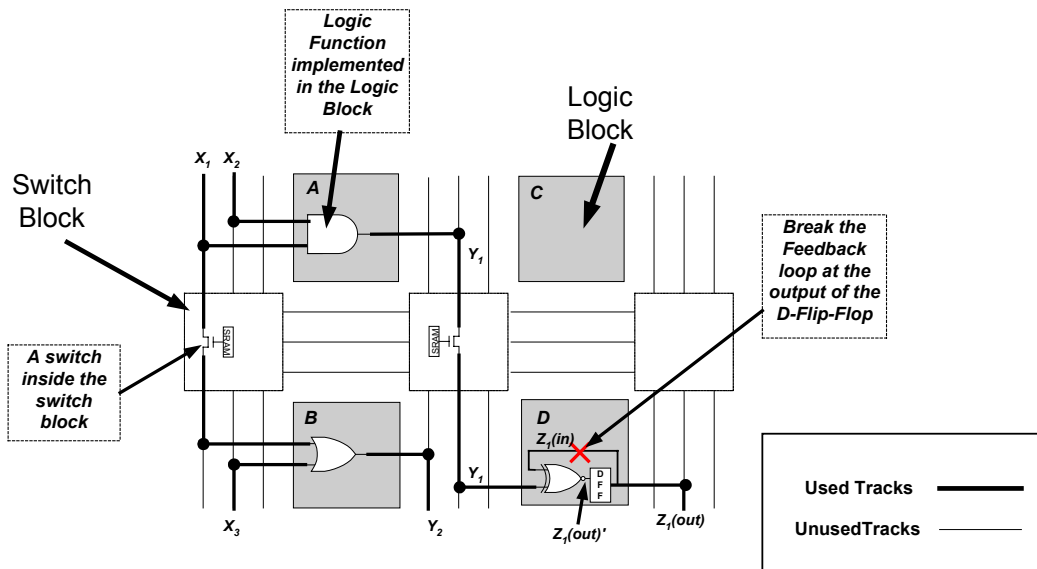 Logic
Function
implemented
in the Logic
Block
Logic
Block
X1
X2
Switch
Block
A
C
Break the
Feedback
loop at the
output of the
D-Flip-Flop
Y1
SRAM
SRAM
A switch
inside the
switch
block
B
D
Z1(in)
D
F
F
Y1
X3
Y2
Z1(out)'
Z1(out)
Used Tracks
UnusedTracks